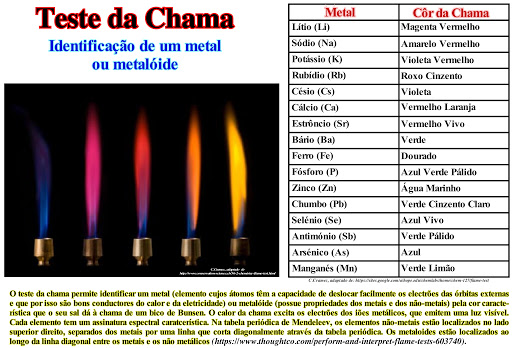 Teste da Chama
Identificação de um metal
ou metalóide
Metal Côr da Chama
Lítio (Li) Magenta Vermelho
Sódio (Na) Amarelo Vermelho
Potássio (K) Violeta Vermelho
Rubídio (Rb) Roxo Cinzento
Césio (Cs) Violeta
Cálcio (Ca) Vermelho Laranja
Estrôncio (Sr) Vermelho Vivo
Bário (Ba) Verde
Ferro (Fe) Dourado
Fósforo (P) Azul Verde Pálido
Zinco (Zn) Água Marinho
Chumbo (Pb) Verde Cinzento Claro
Selénio (Se) Azul Vivo
Antimónio (Sb) Verde Pálido
Arsénico (As) Azul
Manganés (Mn) Verde Limão
O teste da chama permite identificar um metal (elemento cujos átomos têm a capacidade de deslocar facilmente os electrões das órbitas externas
e que por isso são bons conductores do calor e da eletricidade) ou metalóide (possue propriedades dos metais e dos não-metais) pela cor caracte-
rística que o seu sal dá à chama de um bico de Bunsen. O calor da chama excita os electrões dos iões metálicos, que emitem uma luz visível.
Cada elemento tem um assinatura espectral caraterística. Na tabela periódica de Mendeleev, os elementos não-metais estão localizados no lado
superior direito, separados dos metais por uma linha que corta diagonalmente através da tabela periódica. Os metaloides estão localizados ao
longo da linha diagonal entre os metais e os não metálicos (https://www.thoughtco.com/perform-and-interpret-flame-tests-603740).